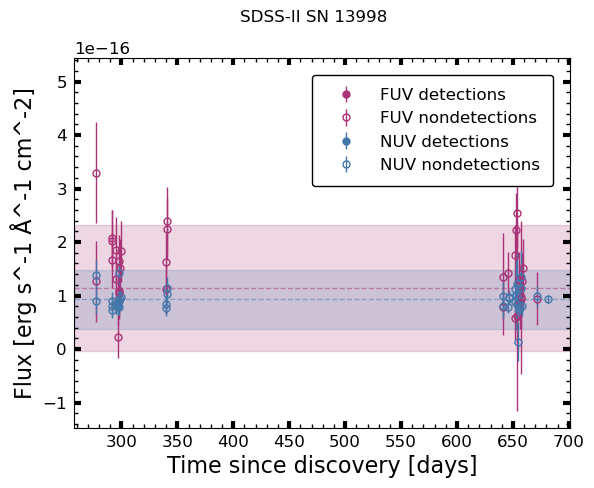 SDSS-II SN 13998
1e−16
FUV detections
FUV nondetections
NUV detections
NUV nondetections
5
4
3
2
1
0
−1
Flux [erg s^-1 Å^-1 cm^-2]
300 350 400 450 500 550 600 650 700
Time since discovery [days]